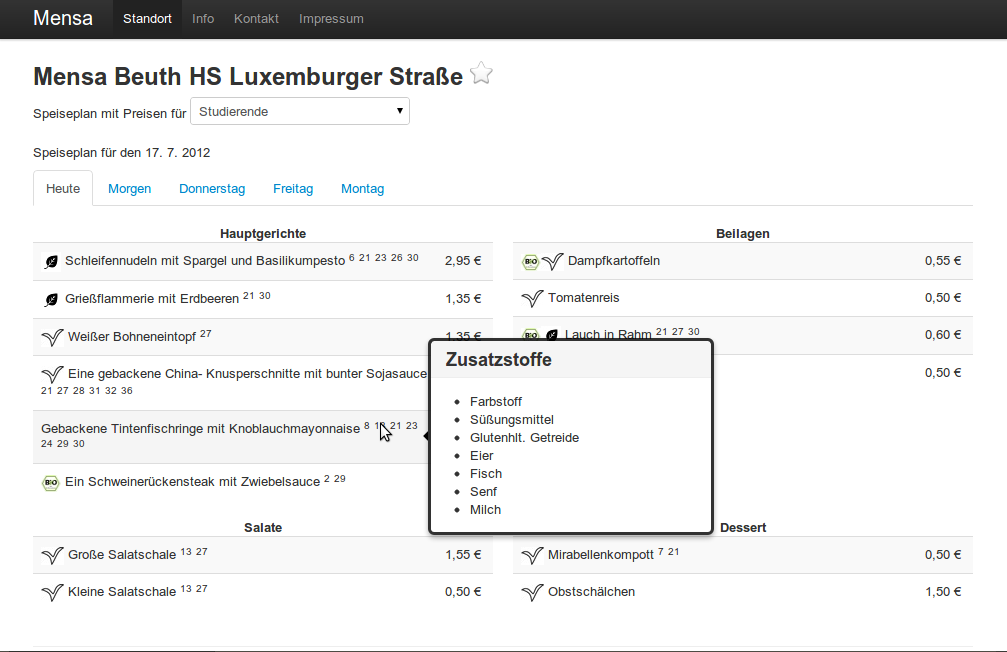 Mensa Standort Info Kontakt Impressum
Mensa Beuth HS Luxemburger Straße
Speiseplan mit Preisen für Studierende
Speiseplan für den 17. 7. 2012
Heute Morgen Donnerstag Freitag Montag
Hauptgerichte
Schleifennudeln mit Spargel und Basilikumpesto 6 21 23 26 30 2,95 €
Grießflammerie mit Erdbeeren 21 30 1,35 €
Weißer Bohneneintopf 27 1,35 €
Eine gebackene China- Knusperschnitte mit bunter Sojasauce
21 27 28 31 32 36
Gebackene Tintenfischringe mit Knoblauchmayonnaise 8 21 23
24 29 30
BIO Ein Schweinerückensteak mit Zwiebelsauce 2 29
Beilagen
BIO Dampfkartoffeln 0,55 €
Tomatenreis 0,50 €
BIO Lauch in Rahm 21 27 30 0,60 €
0,50 €
Zusatzstoffe
Farbstoff
Süßungsmittel
Glutenhlt. Getreide
Eier
Fisch
Senf
Milch
Salate
Große Salatschale 13 27 1,55 €
Kleine Salatschale 13 27 0,50 €
Dessert
Mirabellenkompott 7 21 0,50 €
Obstschälchen 1,50 €